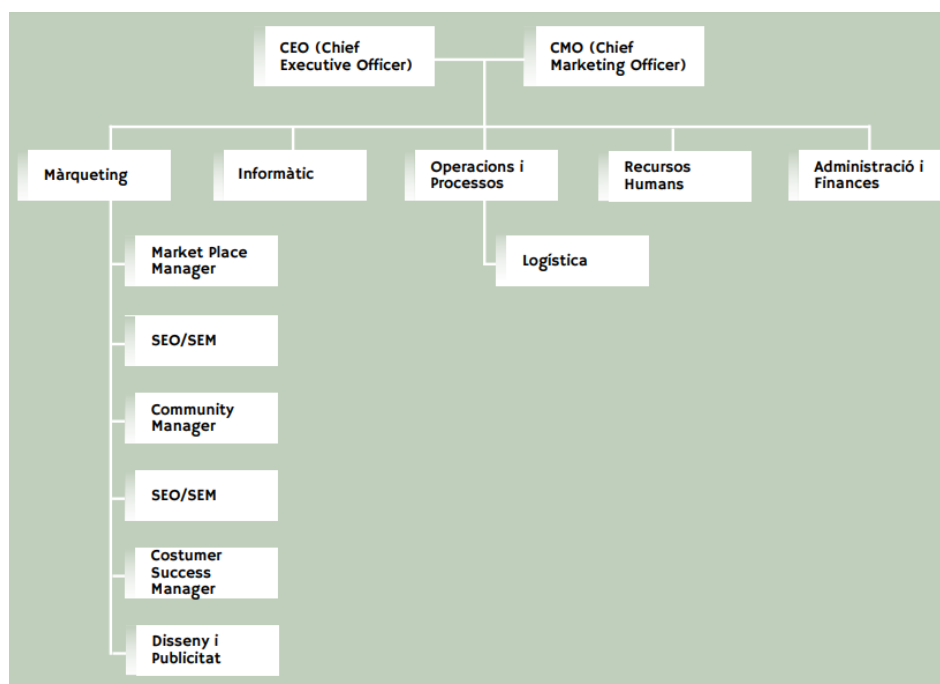 CEO (Chief
Executive Officer)
CMO (Chief
Marketing Officer)
Màrqueting
Informàtic
Operacions i
Processos
Recursos
Humans
Administració i
Finances
Market Place
Manager
Logística
SEO/SEM
Community
Manager
SEO/SEM
Costumer
Success
Manager
Disseny i
Publicitat